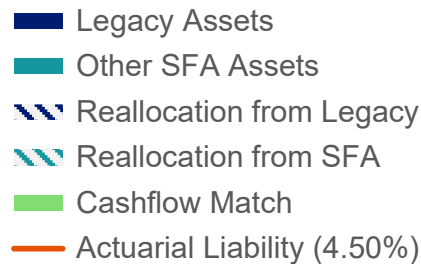 Legacy Assets
Other SFA Assets
Reallocation from Legacy
Reallocation from SFA
Cashflow Match
Actuarial Liability (4.50%)